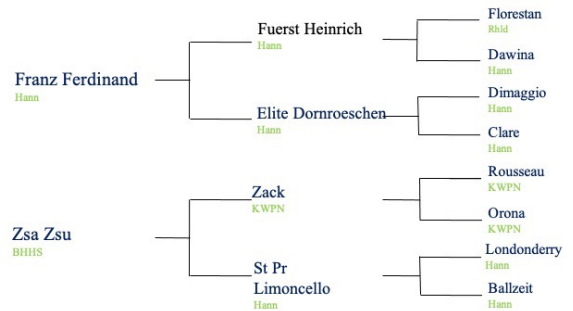 Franz Ferdinand
Hann
Fuerst Heinrich
Hann
Florestan
Rhld
Dawina
Hann
Elite Dornroeschen
Hann
Dimaggio
Hann
Clare
Hann
Zsa Zsu
BHHS
Zack
KWPN
Rousseau
KWPN
Orona
KWPN
St Pr
Limoncello
Hann
Londonderry
Hann
Ballzeit
Hann